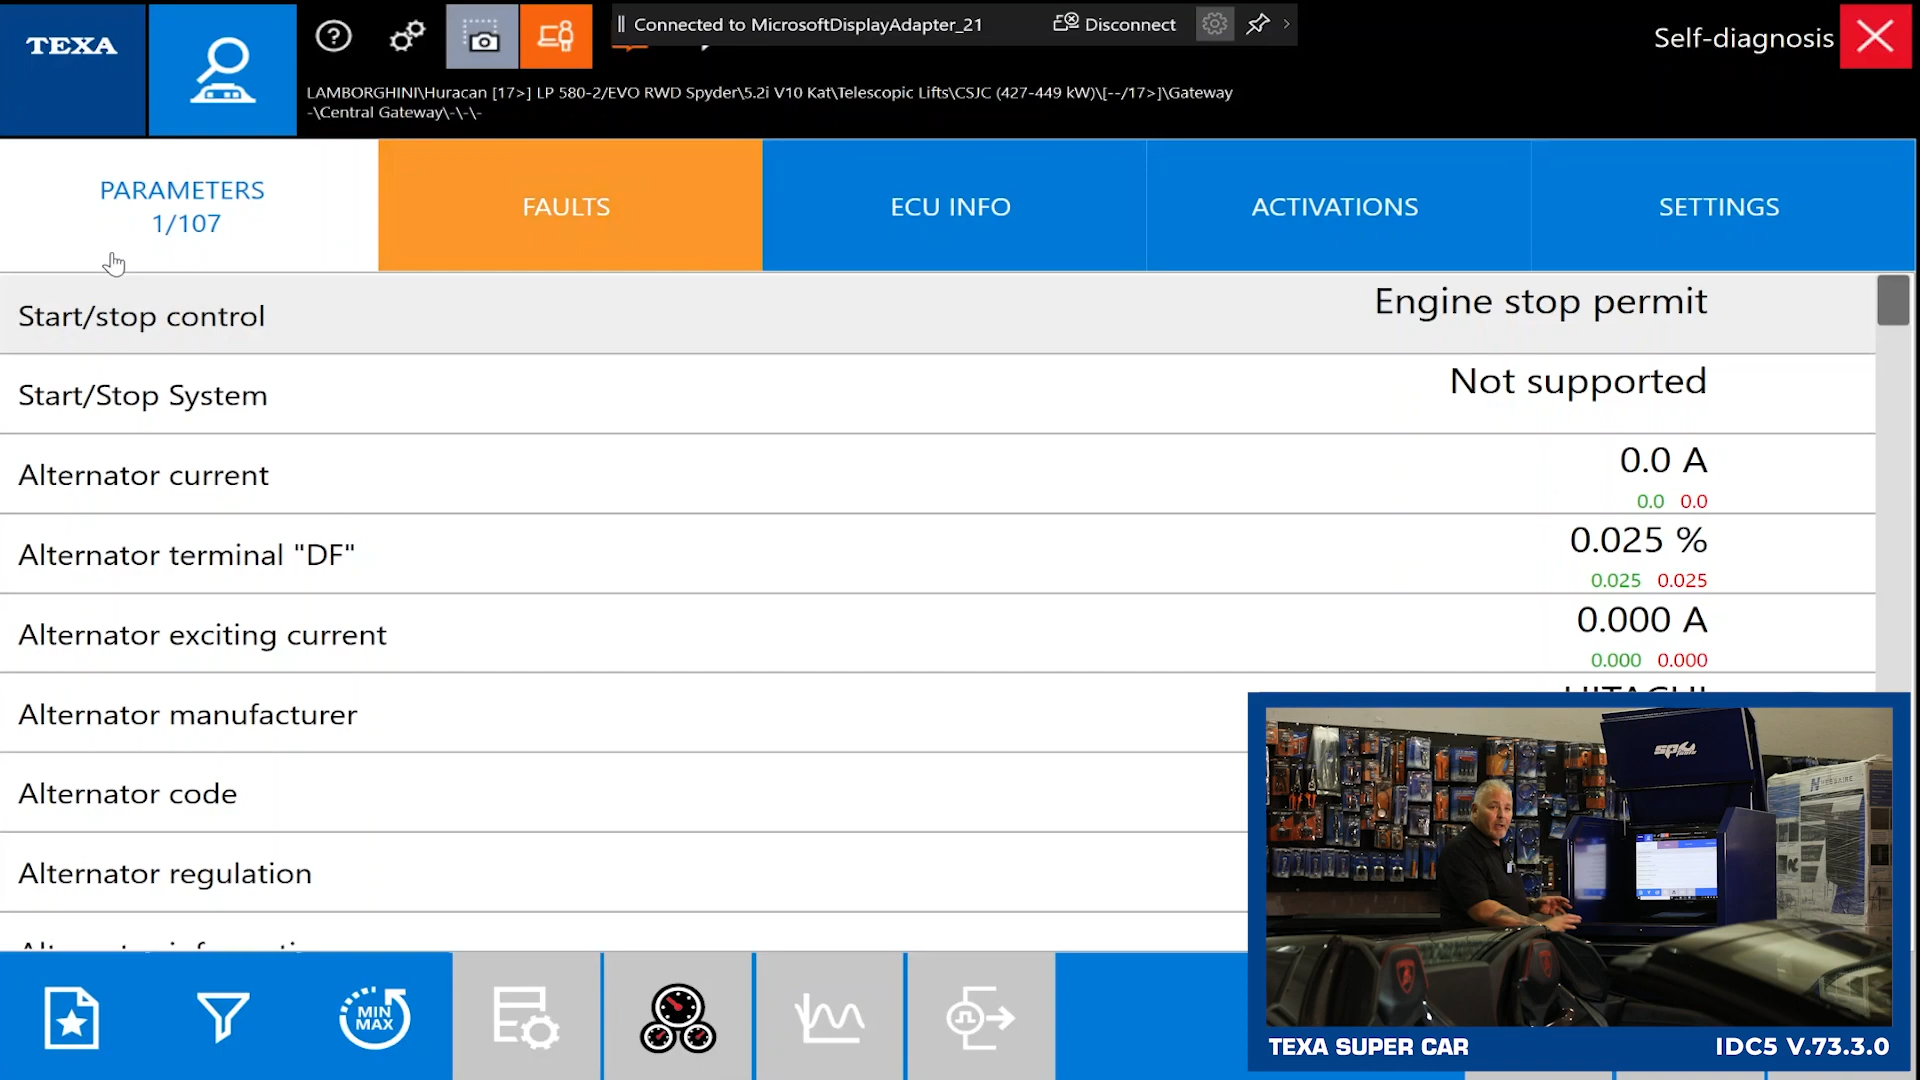 TEXA
Connected to MicrosoftDisplayAdapter_21
Disconnect
Self-diagnosis
LAMBORGHINI\Huracan [17>] LP 580-2/EVO RWD Spyder\5.2i V10 Kat\Telescopic Lifts\CSJC (427-449 kW)\[--/17>]\Gateway
-\Central Gateway\-\-\-
PARAMETERS
1/107
FAULTS
ECU INFO
ACTIVATIONS
SETTINGS
Start/stop control
Engine stop permit
Start/Stop System
Not supported
Alternator current
0.0 A
0.0 0.0
Alternator terminal "DF"
0.025 %
0.025 0.025
Alternator exciting current
0.000 A
0.000 0.000
Alternator manufacturer
HITACHI
Alternator code
Alternator regulation
MIN
MAX
TEXA SUPER CAR
IDC5 V.73.3.0